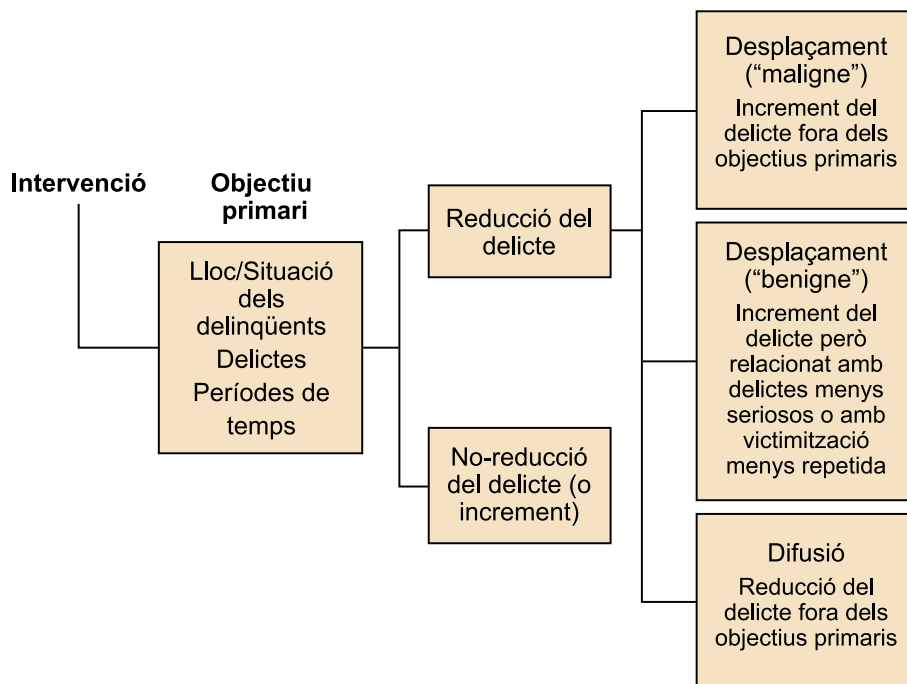 Intervenció
Objectiu
primari
Lloc/Situació
dels
delinqüents
Delictes
Períodes de
temps
Reducció del
delicte
No-reducció
del delicte (o
increment)
Desplaçament
(“maligne”)
Increment del
delicte fora dels
objectius primaris
Desplaçament
(“benigne”)
Increment del
delicte però
relacionat amb
delictes menys
seriosos o amb
victimització
menys repetida
Difusió
Reducció del
delicte fora dels
objectius primaris